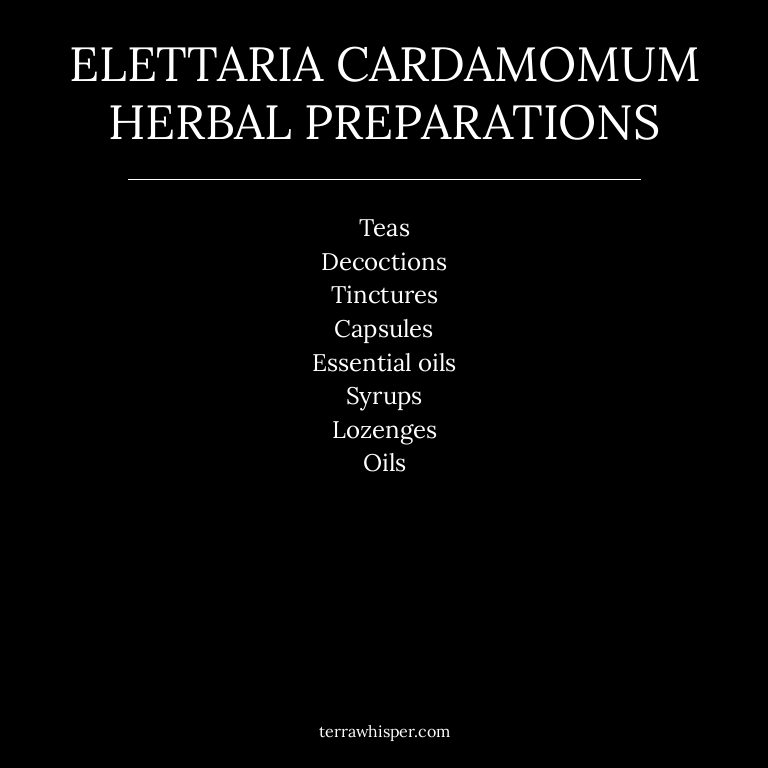 ELETTARIA CARDAMOMUM
HERBAL PREPARATIONS
Teas
Decoctions
Tinctures
Capsules
Essential oils
Syrups
Lozenges
Oils
terrawhisper.com